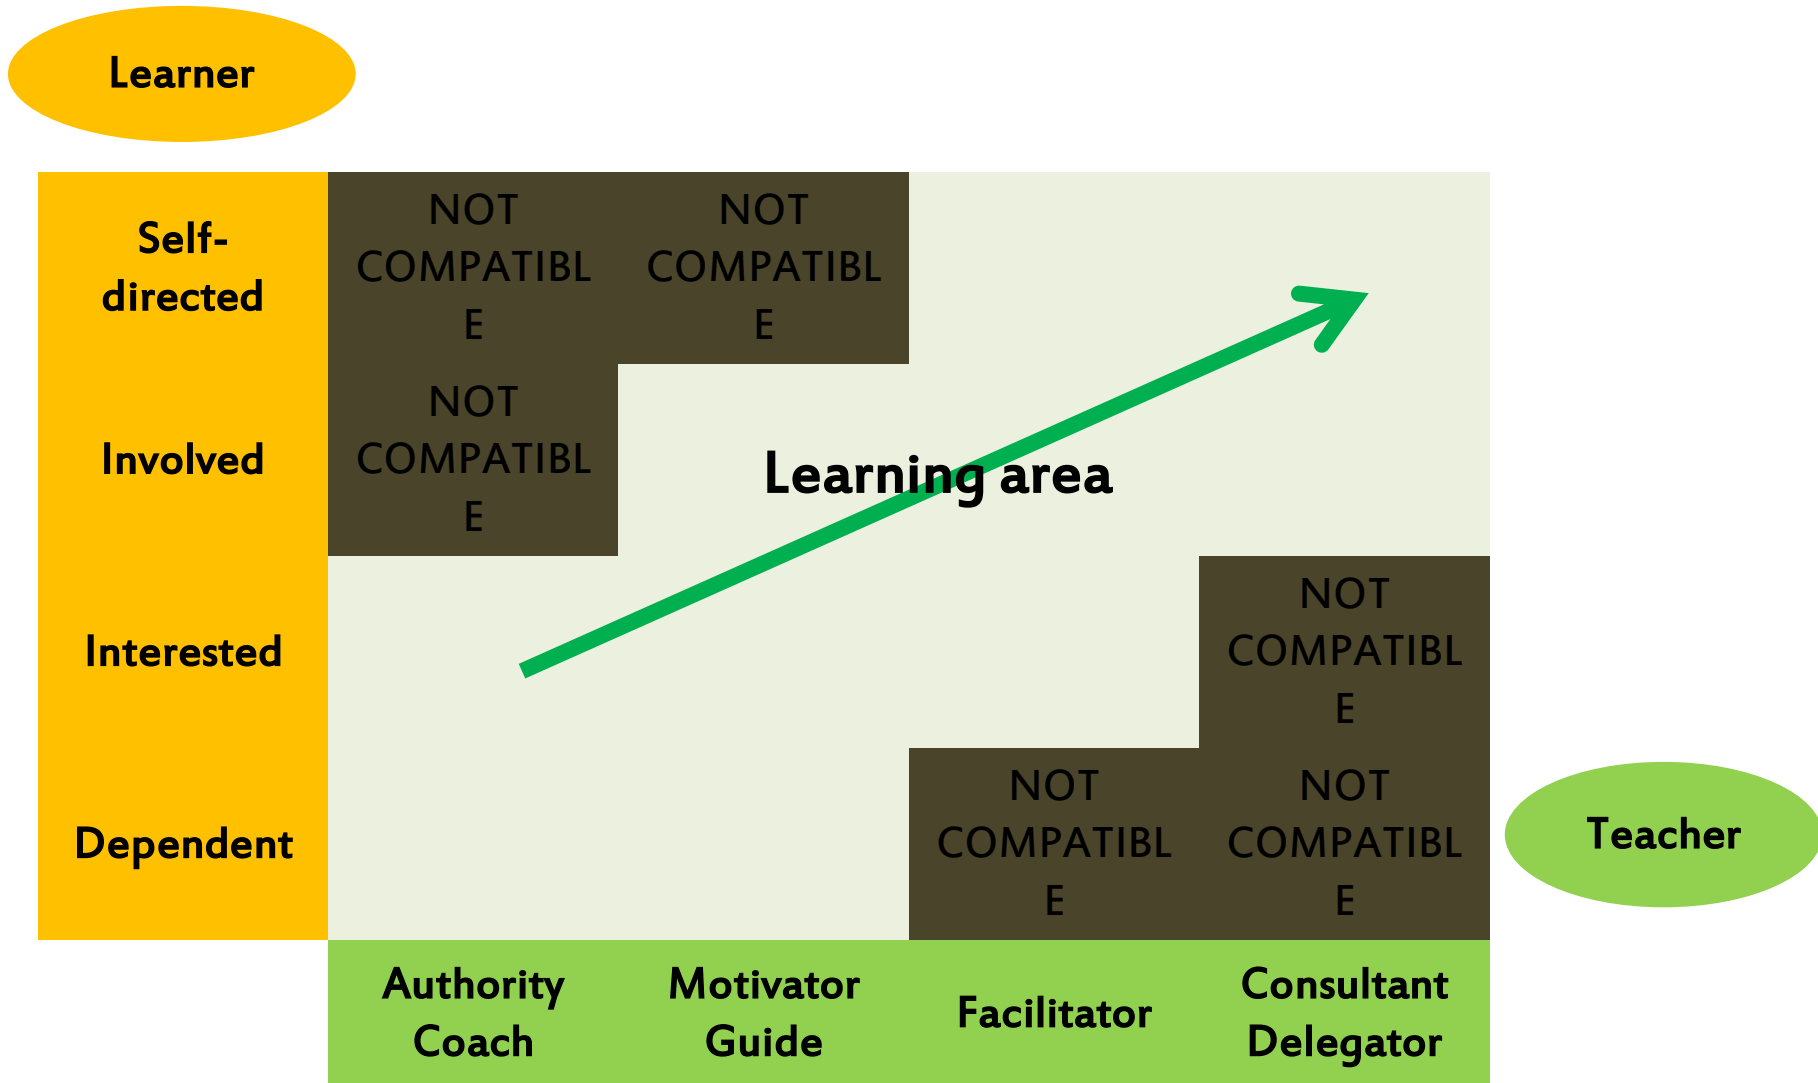 Learner
Self-
directed
NOT
COMPATIBL
E
NOT
COMPATIBL
E
Involved
NOT
COMPATIBL
E
Learning area
Interested
NOT
COMPATIBL
E
Dependent
NOT
COMPATIBL
E
NOT
COMPATIBL
E
Teacher
Authority
Coach
Motivator
Guide
Facilitator
Consultant
Delegator